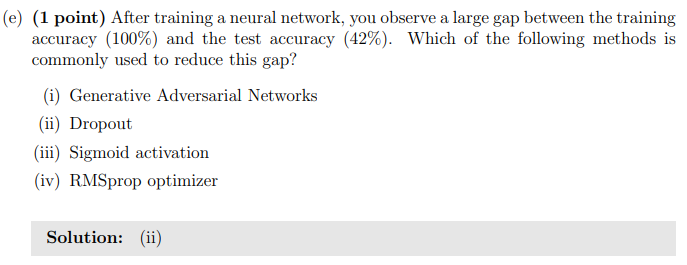 (e) (1 point) After training a neural network, you observe a large gap between the training
accuracy (100%) and the test accuracy (42%). Which of the following methods is
commonly used to reduce this gap?
(i) Generative Adversarial Networks
(ii) Dropout
(iii) Sigmoid activation
(iv) RMSprop optimizer
Solution: (ii)